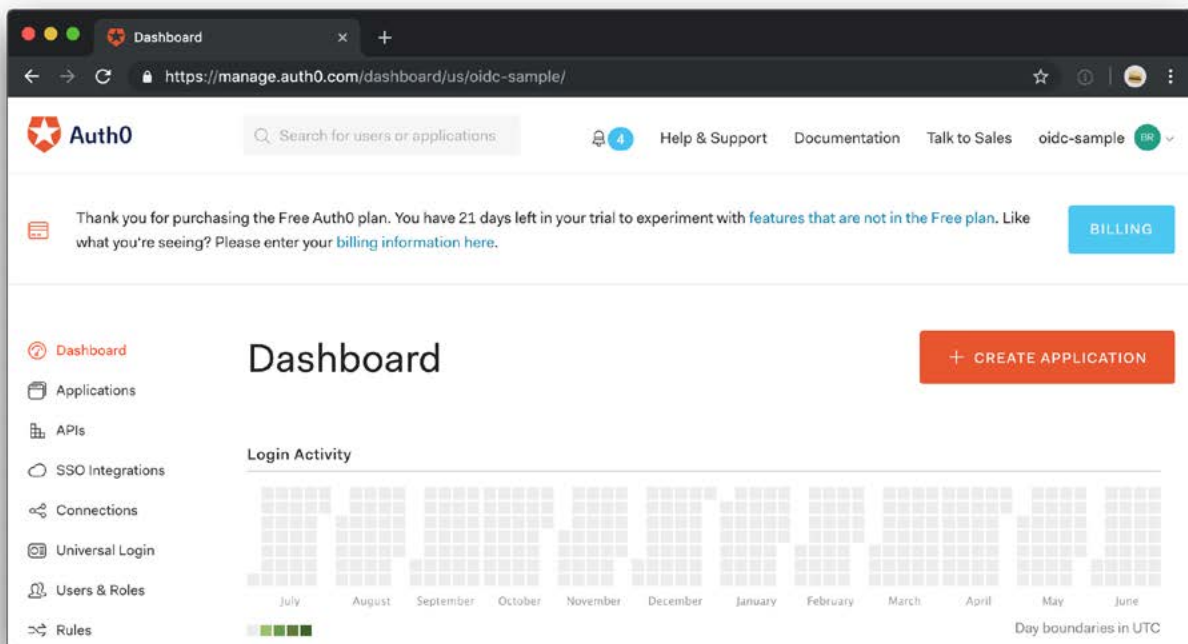 Dashboard
https://manage.auth0.com/dashboard/us/oidc-sample/
Auth0
Search for users or applications
4
Help & Support
Documentation
Talk to Sales
oidc-sample
BR
Thank you for purchasing the Free Auth0 plan. You have 21 days left in your trial to experiment with features that are not in the Free plan. Like
what you're seeing? Please enter your billing information here.
BILLING
Dashboard
Applications
APIs
SSO Integrations
Connections
Universal Login
Users & Roles
Rules
Dashboard
+ CREATE APPLICATION
Login Activity
July August September October November December January February March April May June
Day boundaries in UTC